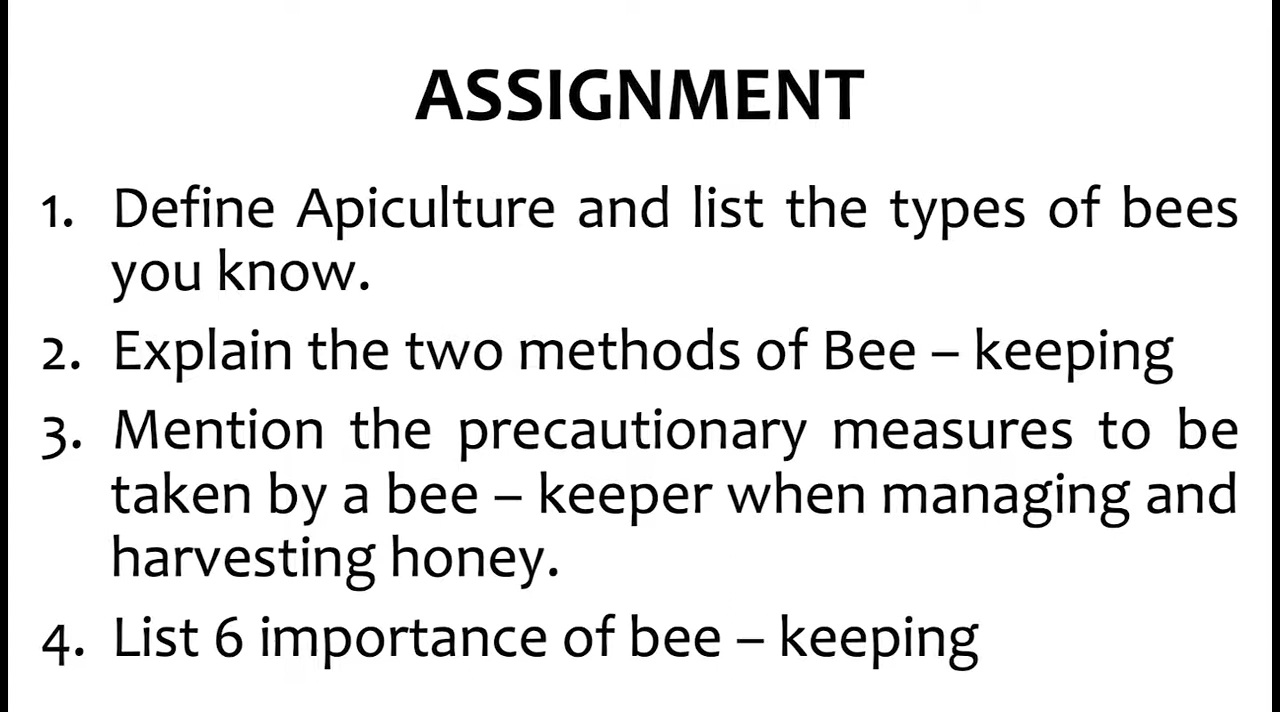 ASSIGNMENT
1. Define Apiculture and list the types of bees
you know.
2. Explain the two methods of Bee – keeping
3. Mention the precautionary measures to be
taken by a bee – keeper when managing and
harvesting honey.
4. List 6 importance of bee – keeping